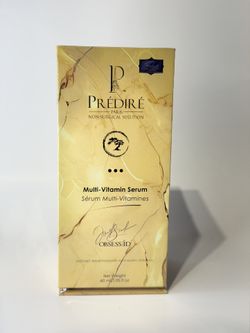 PRÉDIRÉ
PARIS
NON-SURGICAL SOLUTION
Multi-Vitamin Serum
Sérum Multi-Vitamines
OBSESS:ED
Net Weight